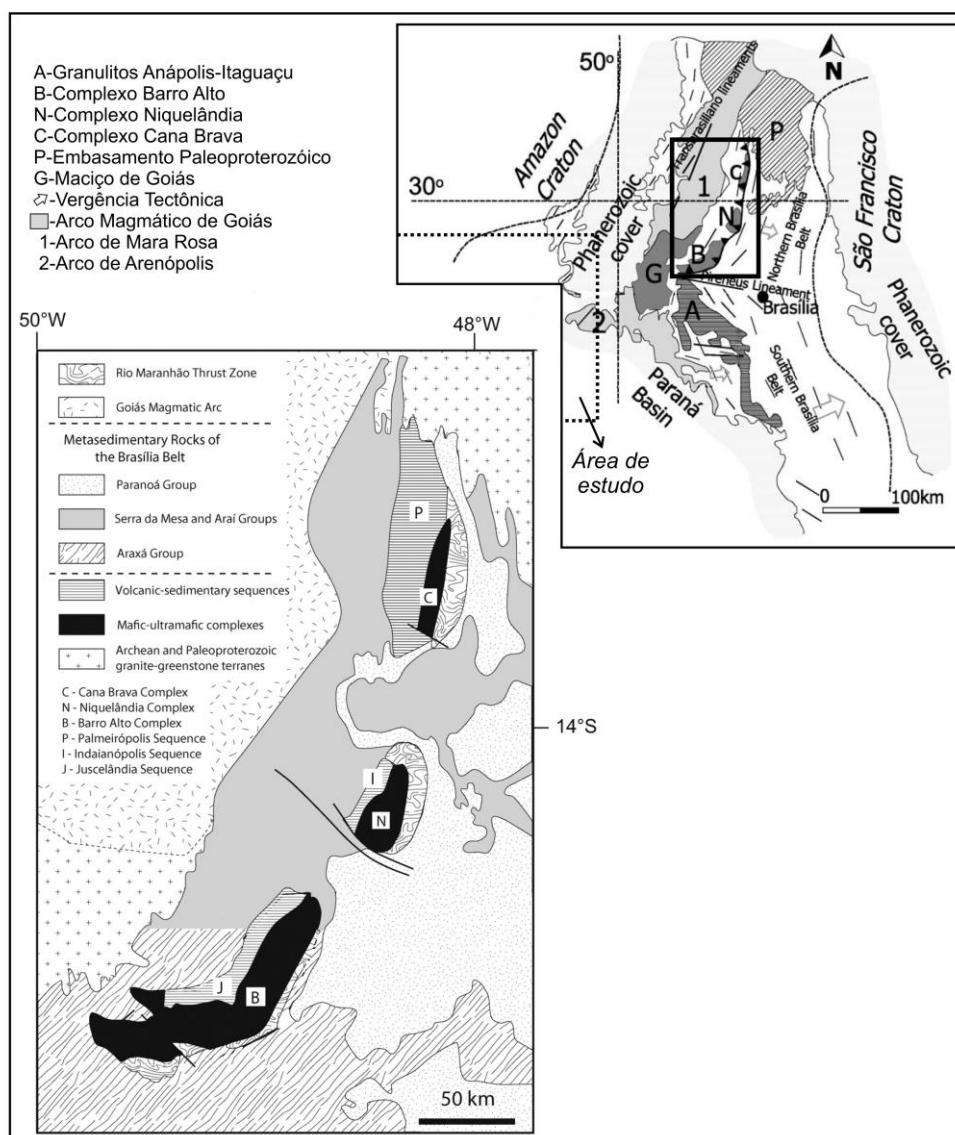 A-Granulitos Anápolis-Itaguaçu
B-Complexo Barro Alto
N-Complexo Niquelândia
C-Complexo Cana Brava
P-Embasamento Paleoproterozóico
G-Maciço de Goiás
-Vergência Tectônica
-Arco Magmático de Goiás
1-Arco de Mara Rosa
2-Arco de Arenópolis
50º
N
Transbrasiliano lineaments
P
Amazon
Craton
30º
Phanerozoic
cover
1
C
N
B
G
A
2
Northern Brasília
Belt
São Francisco
Craton
Pireneus Lineament
Brasília
Phanerozoic
cover
Paraná
Basin
Southern Brasília
Belt
Área de
estudo
0 100km
50°W
48°W
14°S
Rio Maranhão Thrust Zone
Goiás Magmatic Arc
Metasedimentary Rocks of
the Brasília Belt
Paranoá Group
Serra da Mesa and Araí Groups
Araxá Group
Volcanic-sedimentary sequences
Mafic-ultramafic complexes
Archean and Paleoproterozoic
granite-greenstone terranes
C - Cana Brava Complex
N - Niquelândia Complex
B - Barro Alto Complex
P - Palmeirópolis Sequence
I - Indaianópolis Sequence
J - Juscelândia Sequence
P
C
I
N
J
B
50 km